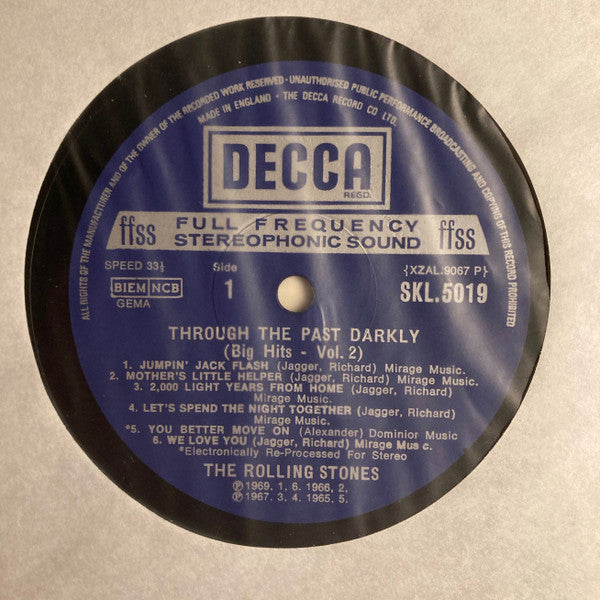 ALL RIGHTS OF THE MANUFACTURER AND OF THE OWNER OF THE RECORDED WORK RESERVED · UNAUTHORISED PUBLIC PERFORMANCE BROADCASTING AND COPYING OF THIS RECORD PROHIBITED
MADE IN ENGLAND · THE DECCA RECORD CO LTD.
DECCA
REGD.
ffss FULL FREQUENCY ffss
STEREOPHONIC SOUND
SPEED 33⅓ Side {XZAL.9067 P}
BIEM NCB 1 SKL.5019
GEMA
THROUGH THE PAST DARKLY
(Big Hits - Vol. 2)
1. JUMPIN' JACK FLASH (Jagger, Richard) Mirage Music.
2. MOTHER'S LITTLE HELPER (Jagger, Richard) Mirage Music.
3. 2,000 LIGHT YEARS FROM HOME (Jagger, Richard)
Mirage Music.
4. LET'S SPEND THE NIGHT TOGETHER (Jagger, Richard)
Mirage Music.
*5. YOU BETTER MOVE ON (Alexander) Dominior Music
6. WE LOVE YOU (Jagger, Richard) Mirage Mus c.
*Electronically Re-Processed For Stereo
THE ROLLING STONES
℗1969. 1. 6. 1966, 2.
℗1967. 3. 4. 1965. 5.